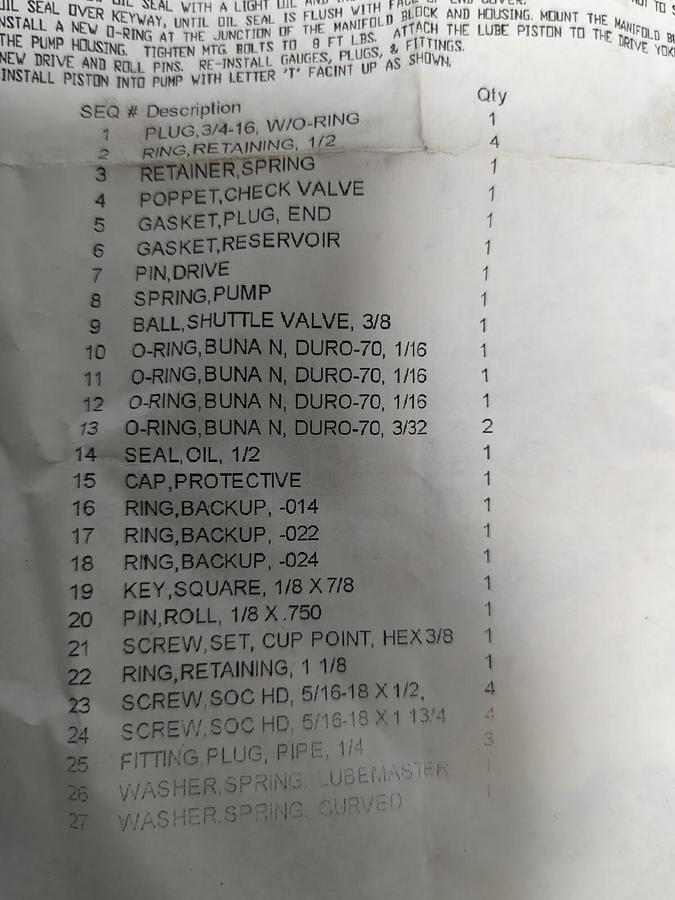 OIL SEAL WITH A LIGHT OIL AND
OIL SEAL OVER KEYWAY, UNTIL OIL SEAL IS FLUSH WITH FACE OF END COVER.
INSTALL A NEW O-RING AT THE JUNCTION OF THE MANIFOLD BLOCK AND HOUSING. MOUNT THE MANIFOLD
THE PUMP HOUSING. TIGHTEN MTG. BOLTS TO 8 FT LBS. ATTACH THE LUBE PISTON TO THE DRIVE YOKE
NEW DRIVE AND ROLL PINS. RE-INSTALL GAUGES, PLUGS, & FITTINGS.
INSTALL PISTON INTO PUMP WITH LETTER 'T' FACINT UP AS SHOWN.
SEQ # Description Qty
1 PLUG,3/4-16, W/O-RING 1
2 RING,RETAINING, 1/2 4
3 RETAINER,SPRING 1
4 POPPET,CHECK VALVE 1
5 GASKET,PLUG, END 1
6 GASKET,RESERVOIR 1
7 PIN,DRIVE 1
8 SPRING,PUMP 1
9 BALL,SHUTTLE VALVE, 3/8 1
10 O-RING,BUNA N, DURO-70, 1/16 1
11 O-RING,BUNA N, DURO-70, 1/16 1
12 O-RING,BUNA N, DURO-70, 1/16 1
13 O-RING,BUNA N, DURO-70, 3/32 2
14 SEAL,OIL, 1/2 1
15 CAP,PROTECTIVE 1
16 RING,BACKUP, -014 1
17 RING,BACKUP, -022 1
18 RING,BACKUP, -024 1
19 KEY,SQUARE, 1/8 X 7/8 1
20 PIN,ROLL, 1/8 X .750 1
21 SCREW,SET, CUP POINT, HEX 3/8 1
22 RING,RETAINING, 1 1/8 1
23 SCREW,SOC HD, 5/16-18 X 1/2, 4
24 SCREW,SOC HD, 5/16-18 X 1 13/4 4
25 FITTING,PLUG, PIPE, 1/4 3
26 WASHER,SPRING, LUBEMASTER 1
27 WASHER,SPRING, CURVED 1